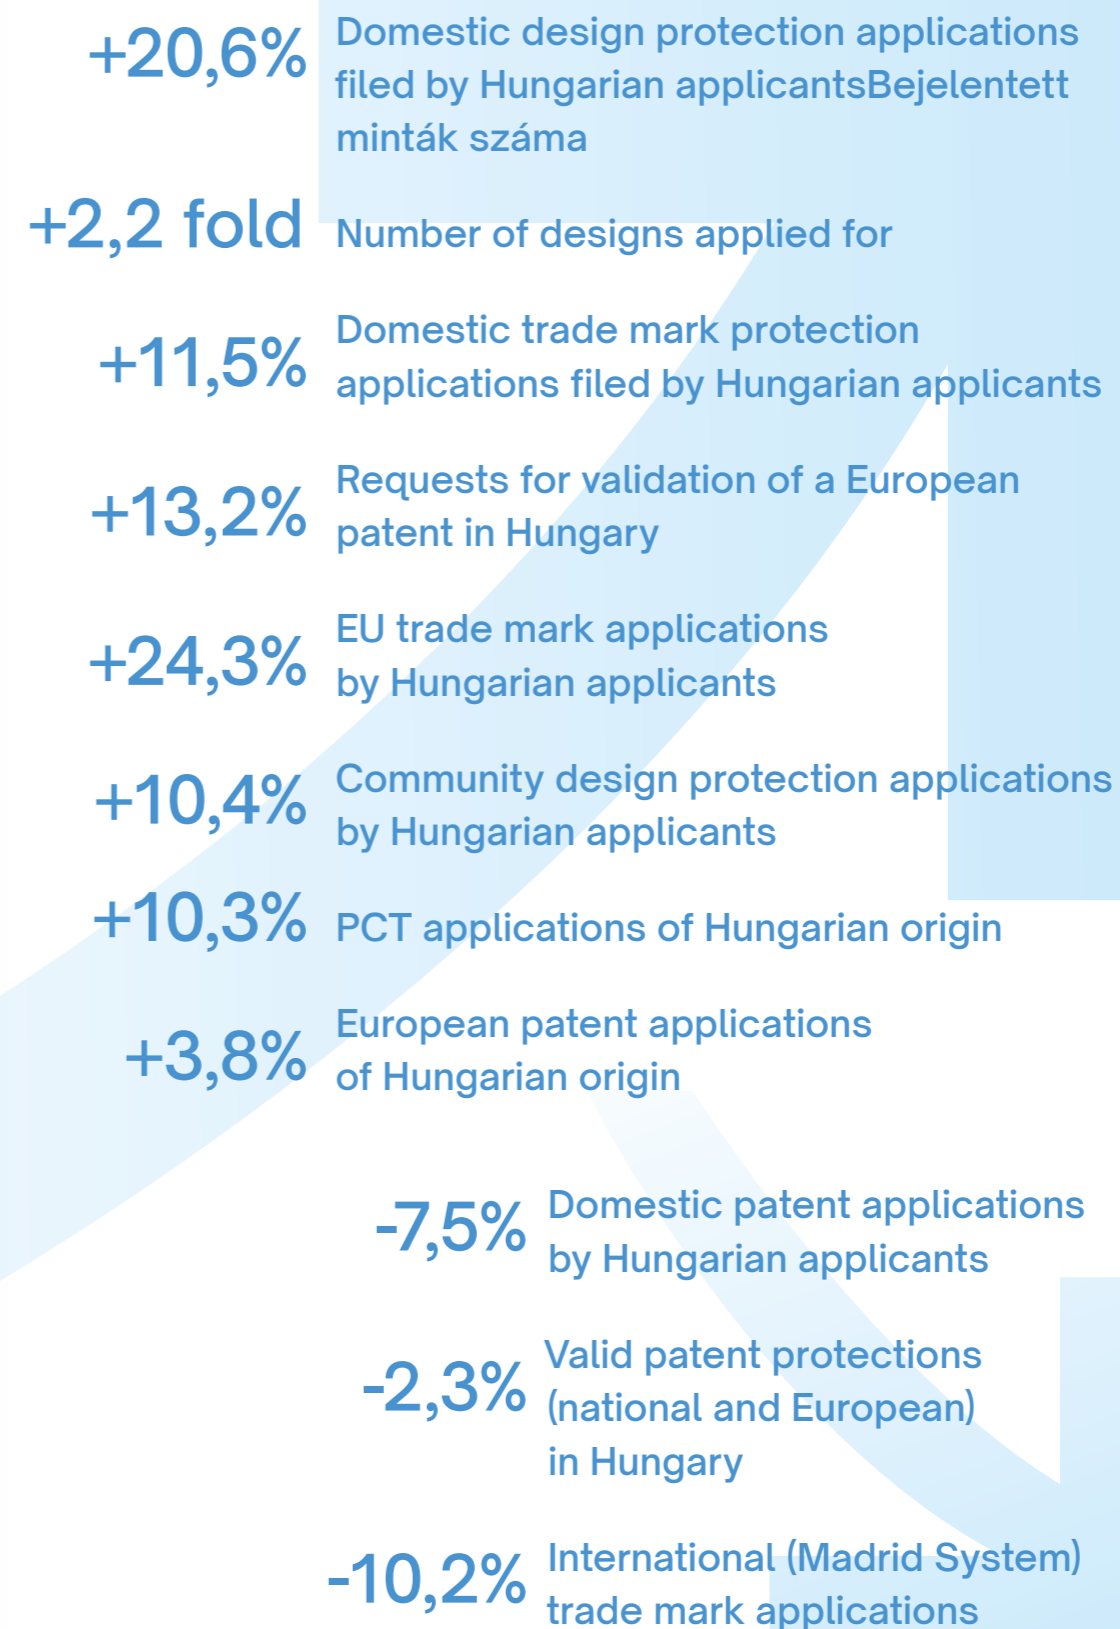 +20,6%
Domestic design protection applications
filed by Hungarian applicantsBejelentett
minták száma
+2,2 fold
Number of designs applied for
+11,5%
Domestic trade mark protection
applications filed by Hungarian applicants
+13,2%
Requests for validation of a European
patent in Hungary
+24,3%
EU trade mark applications
by Hungarian applicants
+10,4%
Community design protection applications
by Hungarian applicants
+10,3%
PCT applications of Hungarian origin
+3,8%
European patent applications
of Hungarian origin
-7,5%
Domestic patent applications
by Hungarian applicants
-2,3%
Valid patent protections
(national and European)
in Hungary
-10,2%
International (Madrid System)
trade mark applications